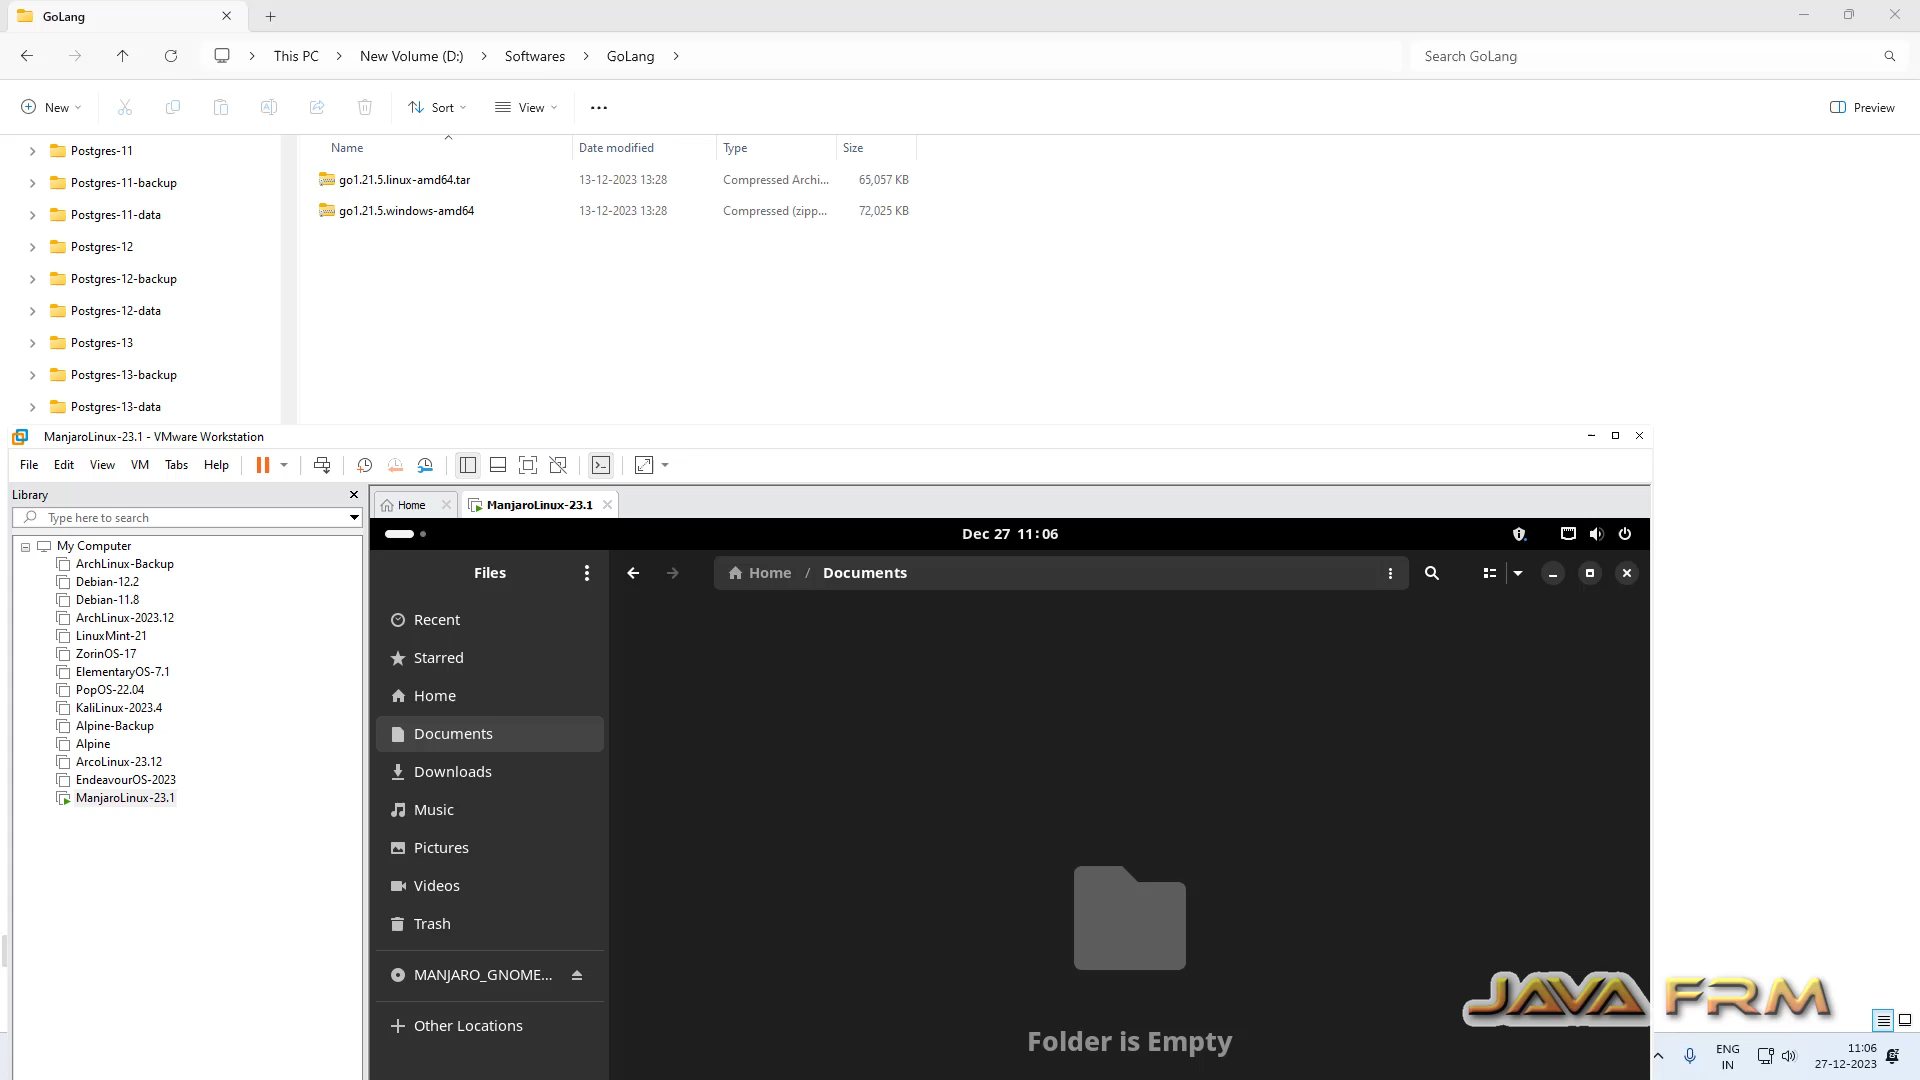 GoLang
This PC
New Volume (D:)
Softwares
GoLang
Search GoLang
New
Sort
View
Preview
Name
Date modified
Type
Size
Postgres-11
go1.21.5.linux-amd64.tar
13-12-2023 13:28
Compressed Archi...
65,057 KB
Postgres-11-backup
go1.21.5.windows-amd64
13-12-2023 13:28
Compressed (zipp...
72,025 KB
Postgres-11-data
Postgres-12
Postgres-12-backup
Postgres-12-data
Postgres-13
Postgres-13-backup
Postgres-13-data
ManjaroLinux-23.1 - VMware Workstation
File Edit View VM Tabs Help
Library
Type here to search
My Computer
ArchLinux-Backup
Debian-12.2
Debian-11.8
ArchLinux-2023.12
LinuxMint-21
ZorinOS-17
ElementaryOS-7.1
PopOS-22.04
KaliLinux-2023.4
Alpine-Backup
Alpine
ArcoLinux-23.12
EndeavourOS-2023
ManjaroLinux-23.1
Home
ManjaroLinux-23.1
Dec 27 11:06
Files
Home / Documents
Recent
Starred
Home
Documents
Downloads
Music
Pictures
Videos
Trash
MANJARO_GNOME...
Other Locations
Folder is Empty
JAVA FRM
ENG
IN
11:06
27-12-2023